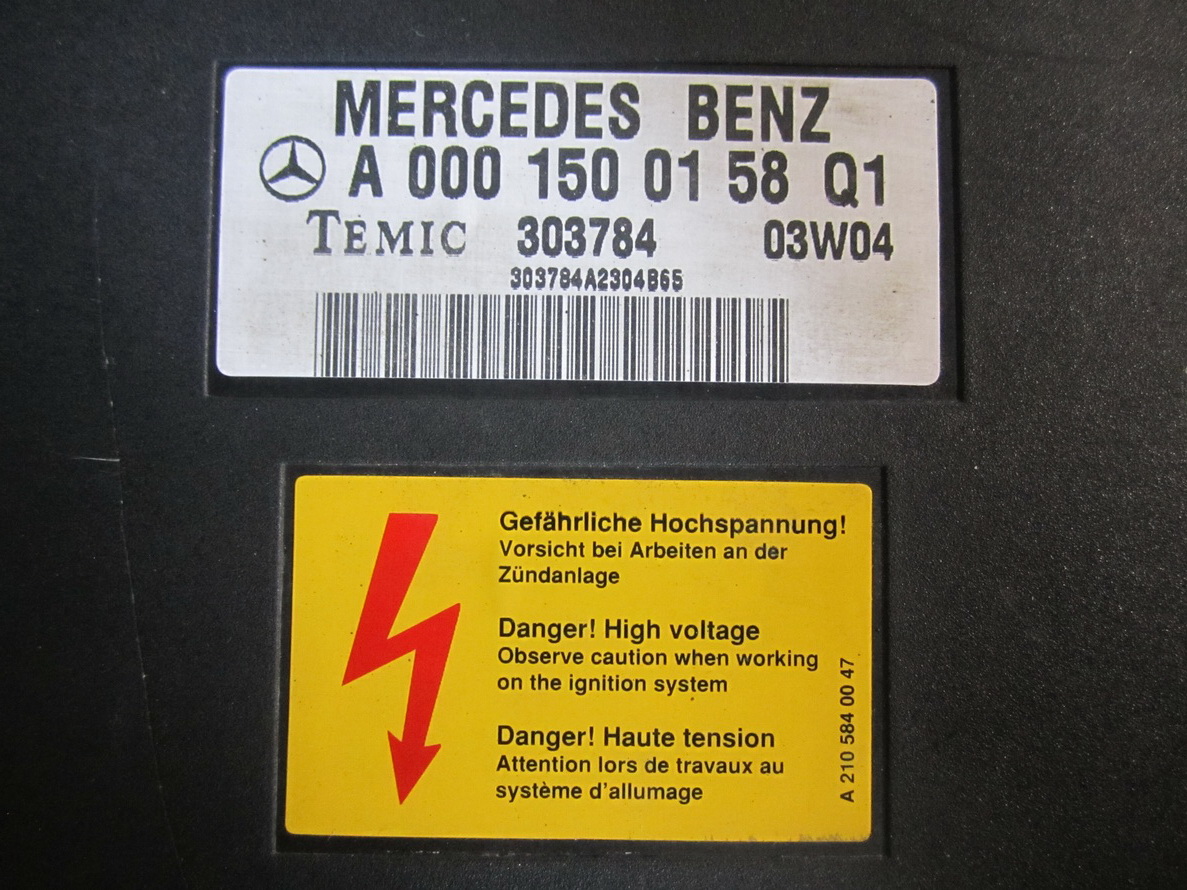 MERCEDES BENZ
A 000 150 01 58 Q1
TEMIC 303784 03W04
303784A2304B65
Gefährliche Hochspannung!
Vorsicht bei Arbeiten an der
Zündanlage
Danger! High voltage
Observe caution when working
on the ignition system
Danger! Haute tension
Attention lors de travaux au
système d'allumage
A 210 584 00 47